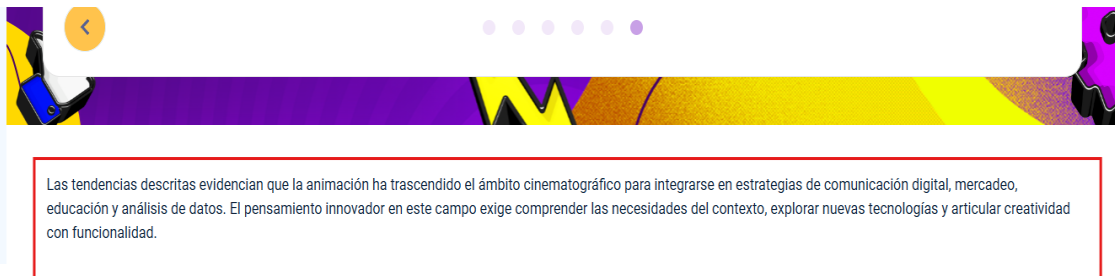 Las tendencias descritas evidencian que la animación ha trascendido el ámbito cinematográfico para integrarse en estrategias de comunicación digital, mercadeo,
educación y análisis de datos. El pensamiento innovador en este campo exige comprender las necesidades del contexto, explorar nuevas tecnologías y articular creatividad
con funcionalidad.